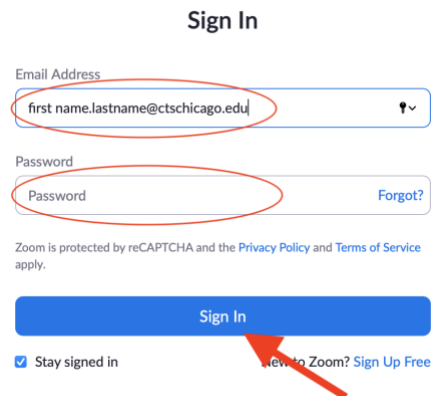 Sign In
Email Address
first name.lastname@ctschicago.edu
Password
Password Forgot?
Zoom is protected by reCAPTCHA and the Privacy Policy and Terms of Service
apply.
Sign In
Stay signed in to Zoom? Sign Up Free